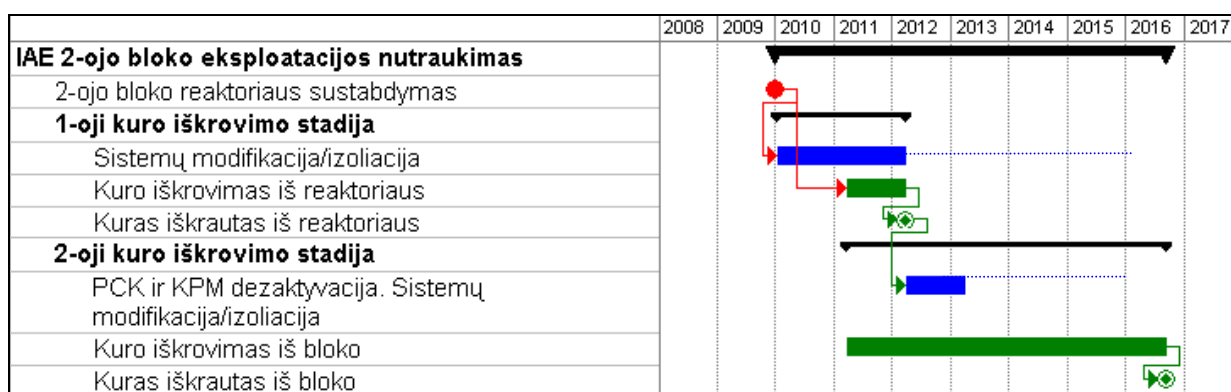 2008 2009 2010 2011 2012 2013 2014 2015 2016 2017
IAE 2-ojo bloko eksploatacijos nutraukimas
2-ojo bloko reaktoriaus sustabdymas
1-oji kuro iškrovimo stadija
Sistemų modifikacija/izoliacija
Kuro iškrovimas iš reaktoriaus
Kuras iškrautas iš reaktoriaus
2-oji kuro iškrovimo stadija
PCK ir KPM dezaktyvacija. Sistemų
modifikacija/izoliacija
Kuro iškrovimas iš bloko
Kuras iškrautas iš bloko